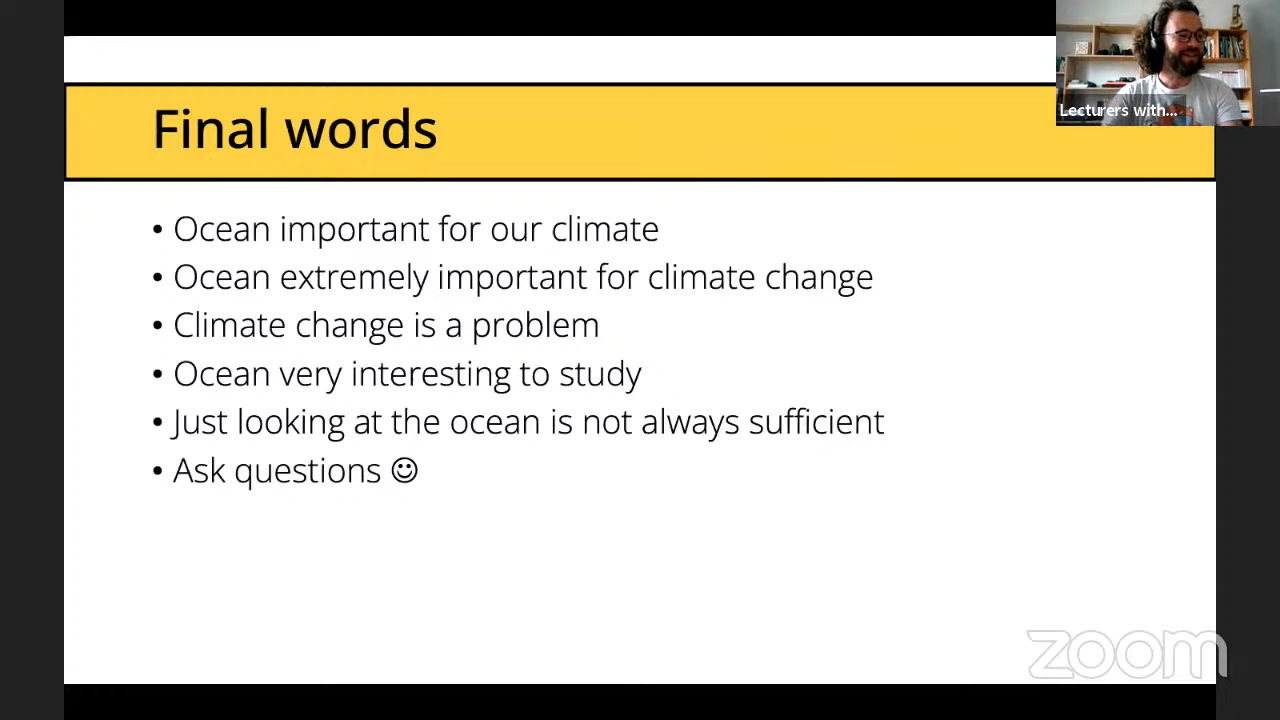 Final words
Lecturers with...
• Ocean important for our climate
• Ocean extremely important for climate change
• Climate change is a problem
• Ocean very interesting to study
• Just looking at the ocean is not always sufficient
• Ask questions ☺
zoom